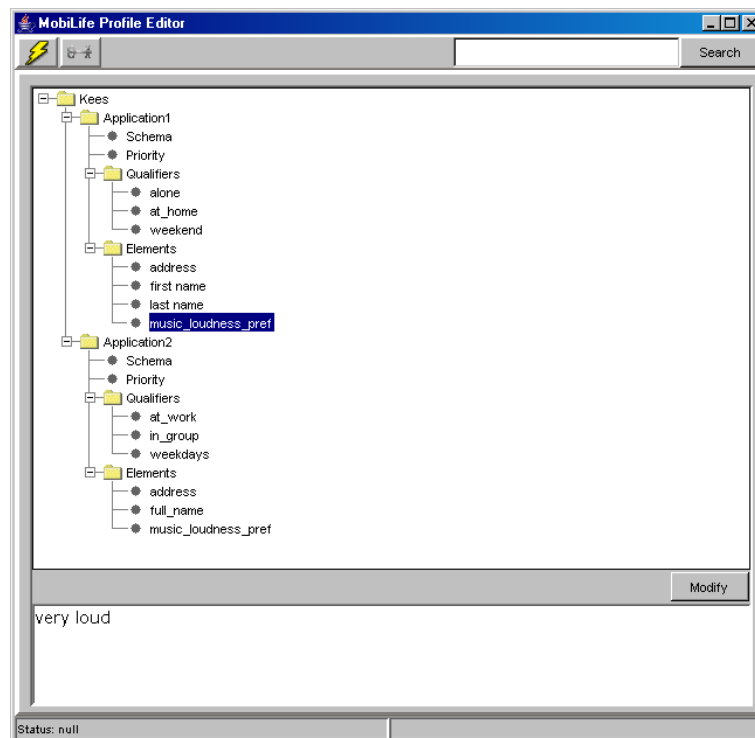 MobiLife Profile Editor
Search
Kees
Application1
Schema
Priority
Qualifiers
alone
at_home
weekend
Elements
address
first name
last name
music_loudness_pref
Application2
Schema
Priority
Qualifiers
at_work
in_group
weekdays
Elements
address
full_name
music_loudness_pref
Modify
very loud
Status: null